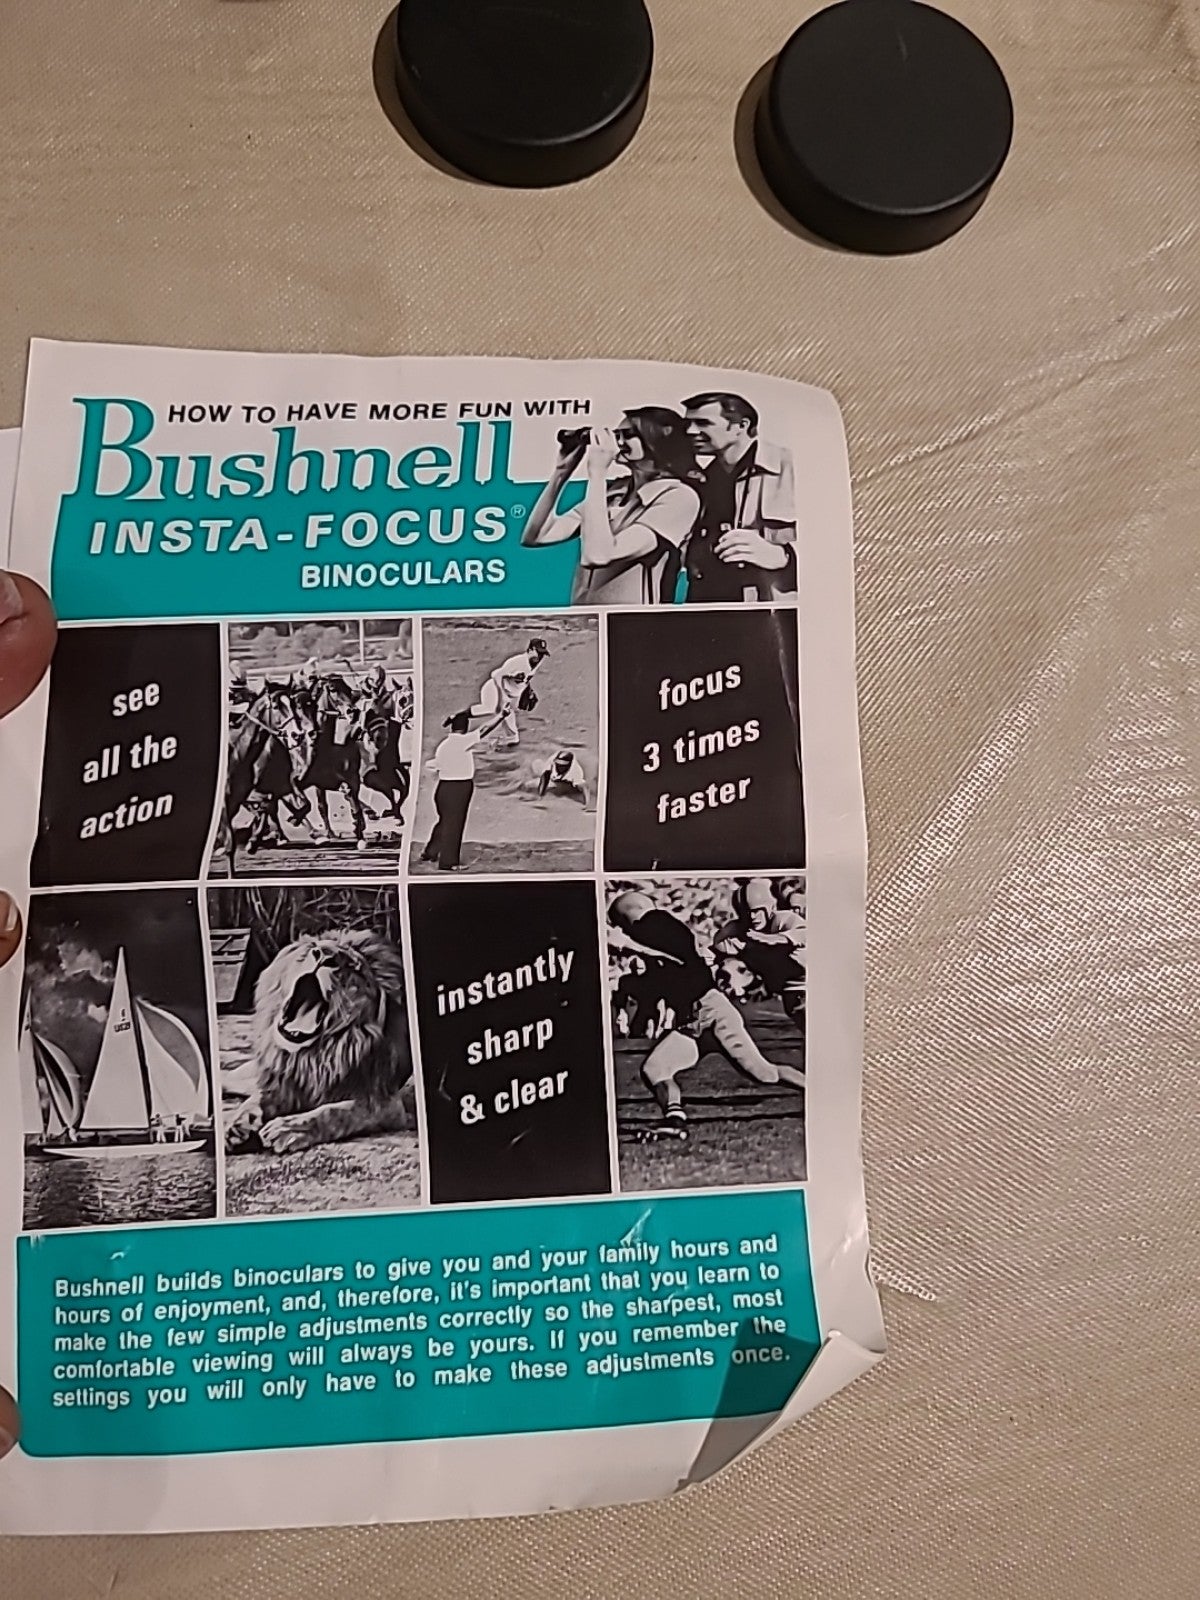 HOW TO HAVE MORE FUN WITH
Bushnell
INSTA-FOCUS®
BINOCULARS
see
all the
action
focus
3 times
faster
instantly
sharp
& clear
Bushnell builds binoculars to give you and your family hours and
hours of enjoyment, and, therefore, it's important that you learn to
make the few simple adjustments correctly so the sharpest, most
comfortable viewing will always be yours. If you remember the
settings you will only have to make these adjustments once.